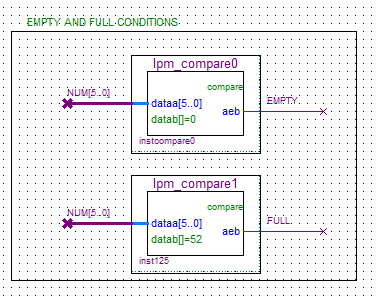 EMPTY AND FULL CONDITIONS
lpm_compare0
compare
NUM[5..0]
dataa[5..0]
EMPTY
datab[]=0
aeb
instcompare0
lpm_compare1
compare
NUM[5..0]
dataa[5..0]
FULL
datab[]=52
aeb
inst125